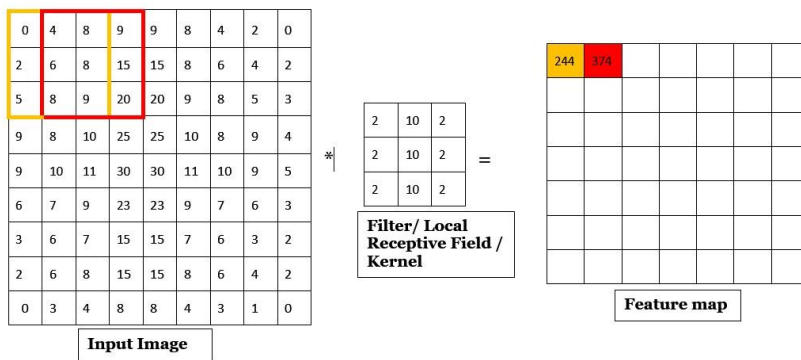 0 4 8 9 9 8 4 2 0
2 6 8 15 15 8 6 4 2
5 8 9 20 20 9 8 5 3
9 8 10 25 25 10 8 9 4
9 10 11 30 30 11 10 9 5
6 7 9 23 23 9 7 6 3
3 6 7 15 15 7 6 3 2
2 6 8 15 15 8 6 4 2
0 3 4 8 8 4 3 1 0
Input Image
*
2 10 2
2 10 2
2 10 2
Filter/ Local
Receptive Field /
Kernel
=
244 374
Feature map